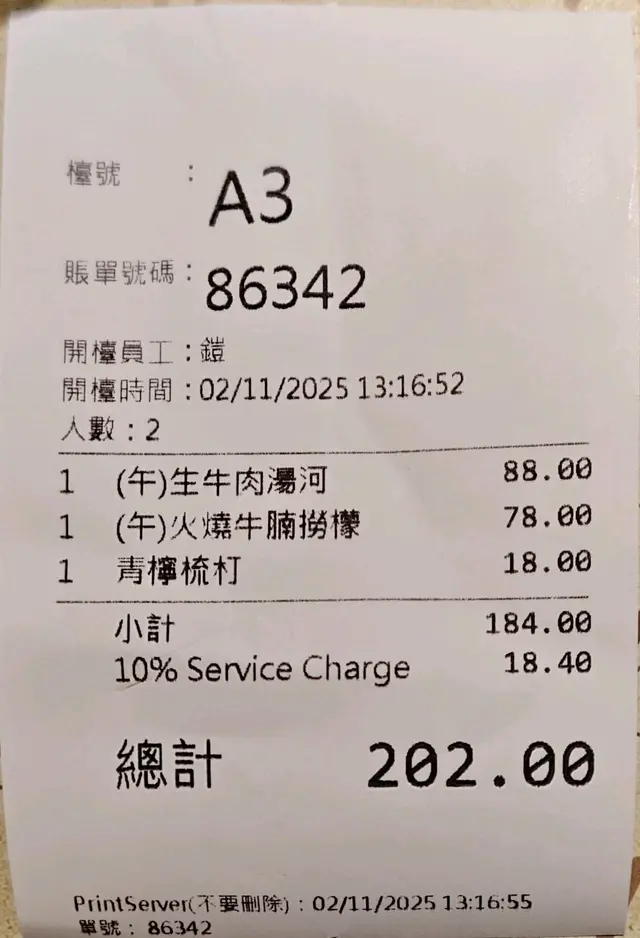 檯號 : A3
賬單號碼 : 86342
開檯員工 : 鎧
開檯時間 : 02/11/2025 13:16:52
人數 : 2
1 (午)生牛肉湯河 88.00
1 (午)火燒牛腩撈檬 78.00
1 青檸梳打 18.00
小計 184.00
10% Service Charge 18.40
總計 202.00
PrintServer(不要刪除) : 02/11/2025 13:16:55
單號 : 86342